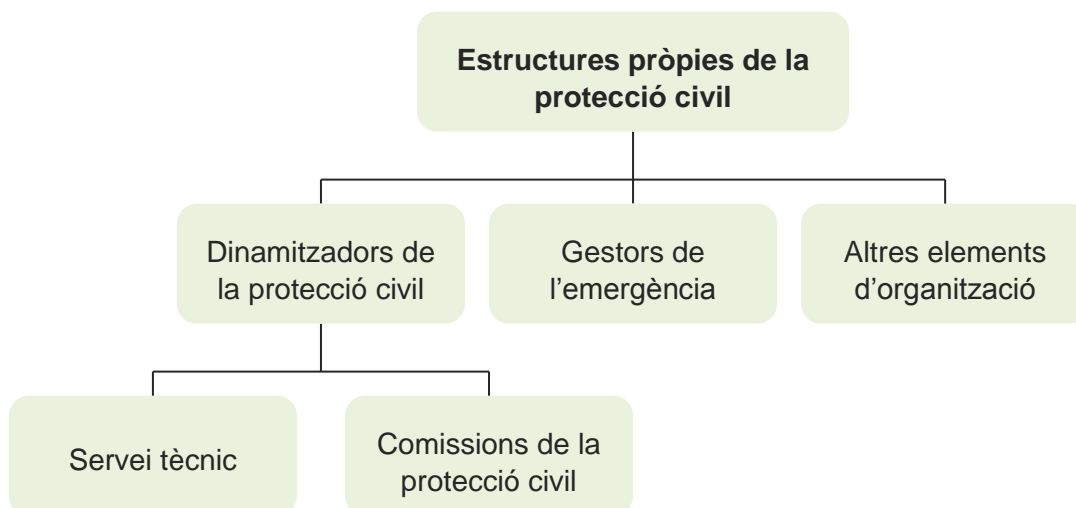 Estructures pròpies de la
protecció civil
Dinamitzadors de
la protecció civil
Gestors de
l’emergència
Altres elements
d’organització
Servei tècnic
Comissions de la
protecció civil